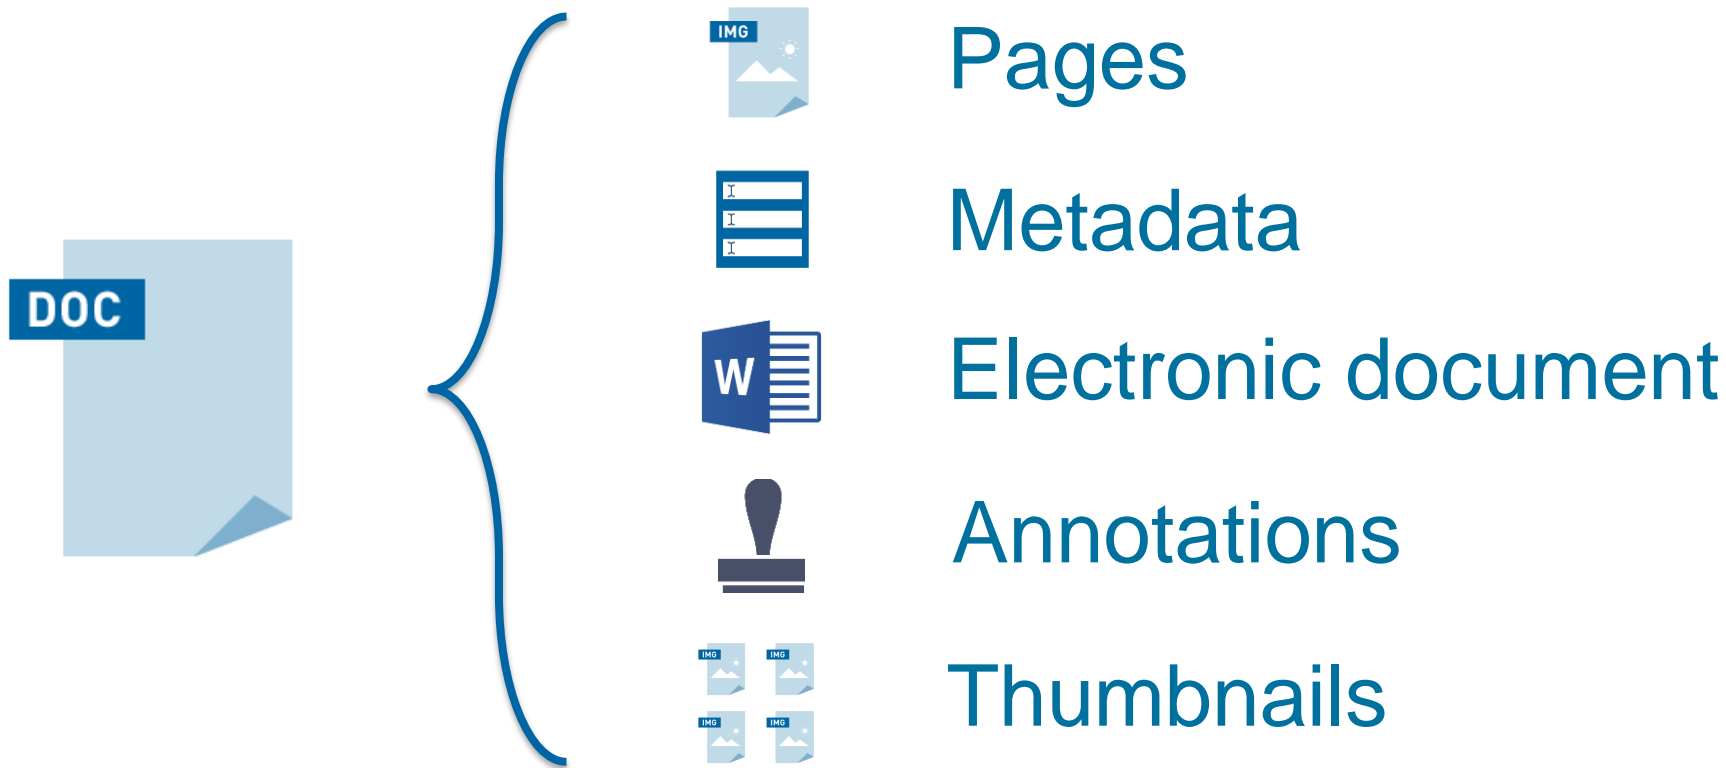 IMG
Pages
Metadata
DOC
W
Electronic document
Annotations
IMG IMG
IMG IMG
Thumbnails